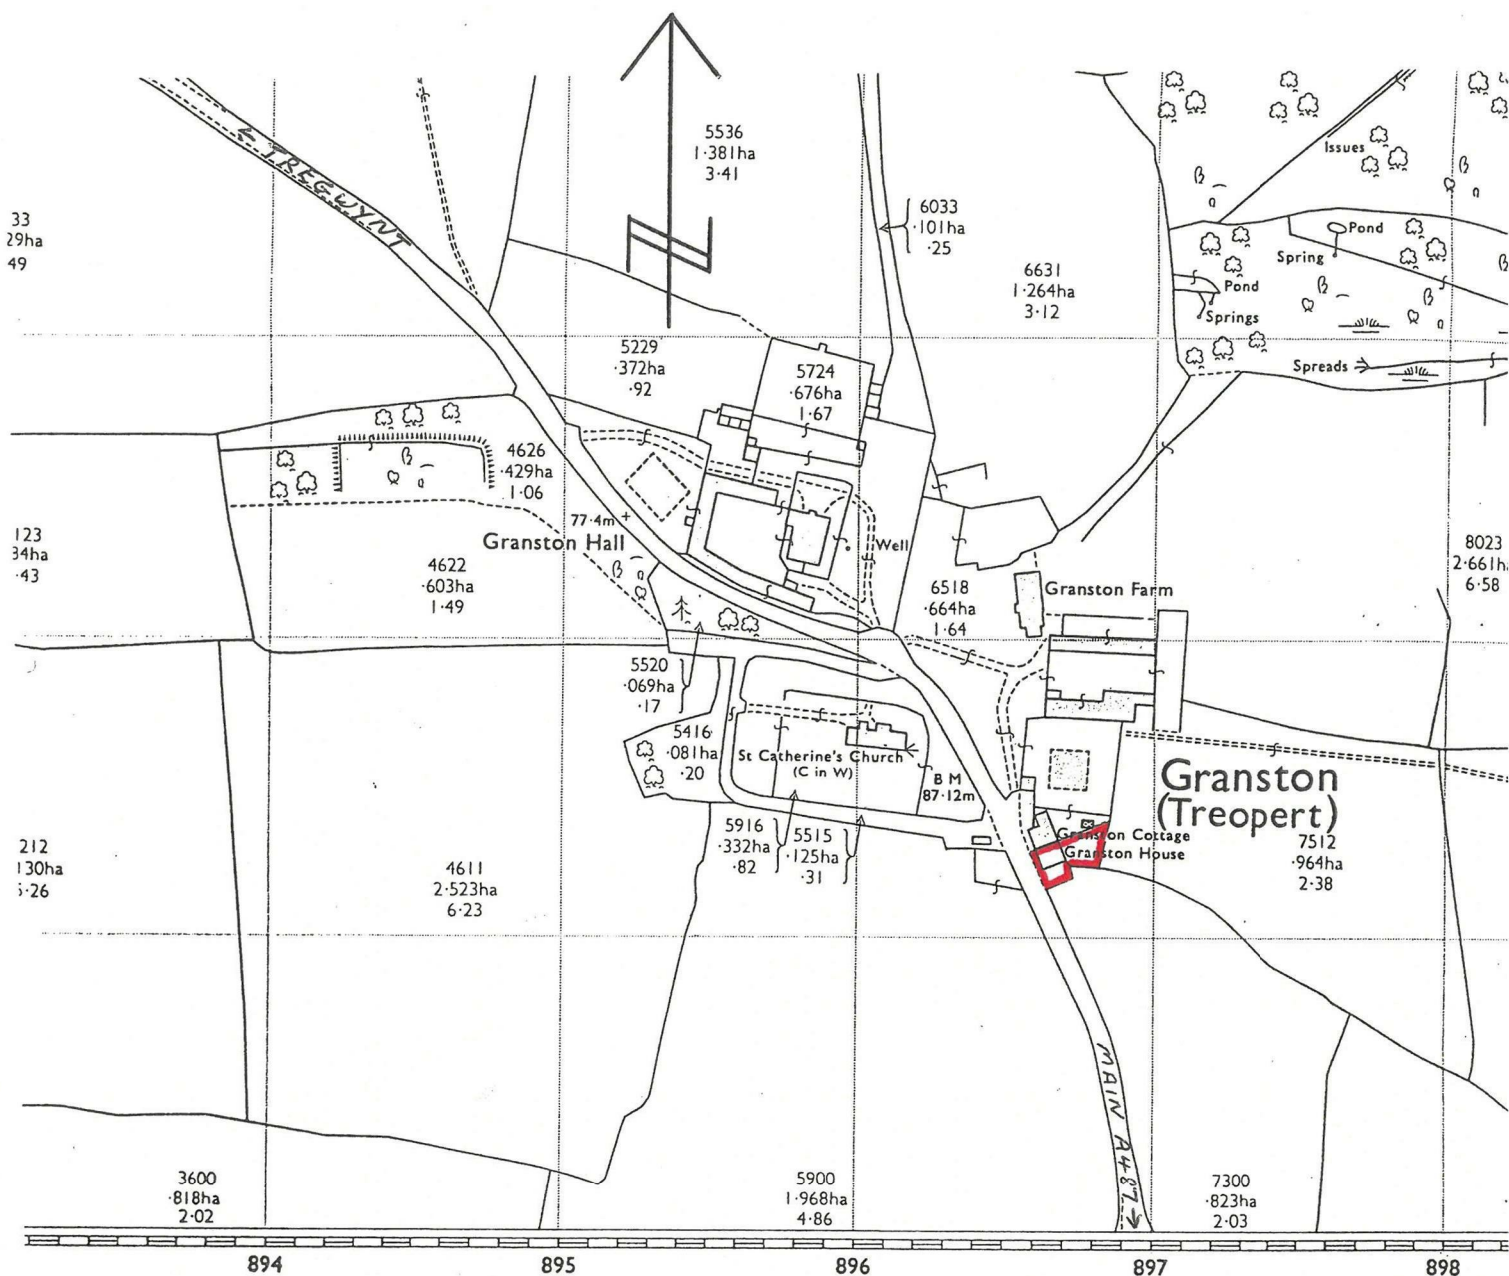 5536
1·381ha
3·41
← TREGWYNT
Issues
33
29ha
49
6033
·101ha
·25
Pond
Spring
6631
1·264ha
3·12
Pond
Springs
5229
·372ha
·92
5724
·676ha
1·67
Spreads
4626
·429ha
1·06
77·4m +
Granston Hall
Well
123
34ha
·43
4622
·603ha
1·49
8023
2·661h
6·58
6518
·664ha
1·64
Granston Farm
5520
·069ha
·17
5416
·081ha
·20
St Catherine's Church
(C in W)
B M
87·12m
Granston
(Treopert)
Granston Cottage
Granston House
5916
·332ha
·82
5515
·125ha
·31
7512
·964ha
2·38
212
130ha
5·26
4611
2·523ha
6·23
MAIN A487 →
3600
·818ha
2·02
5900
1·968ha
4·86
7300
·823ha
2·03
894
895
896
897
898